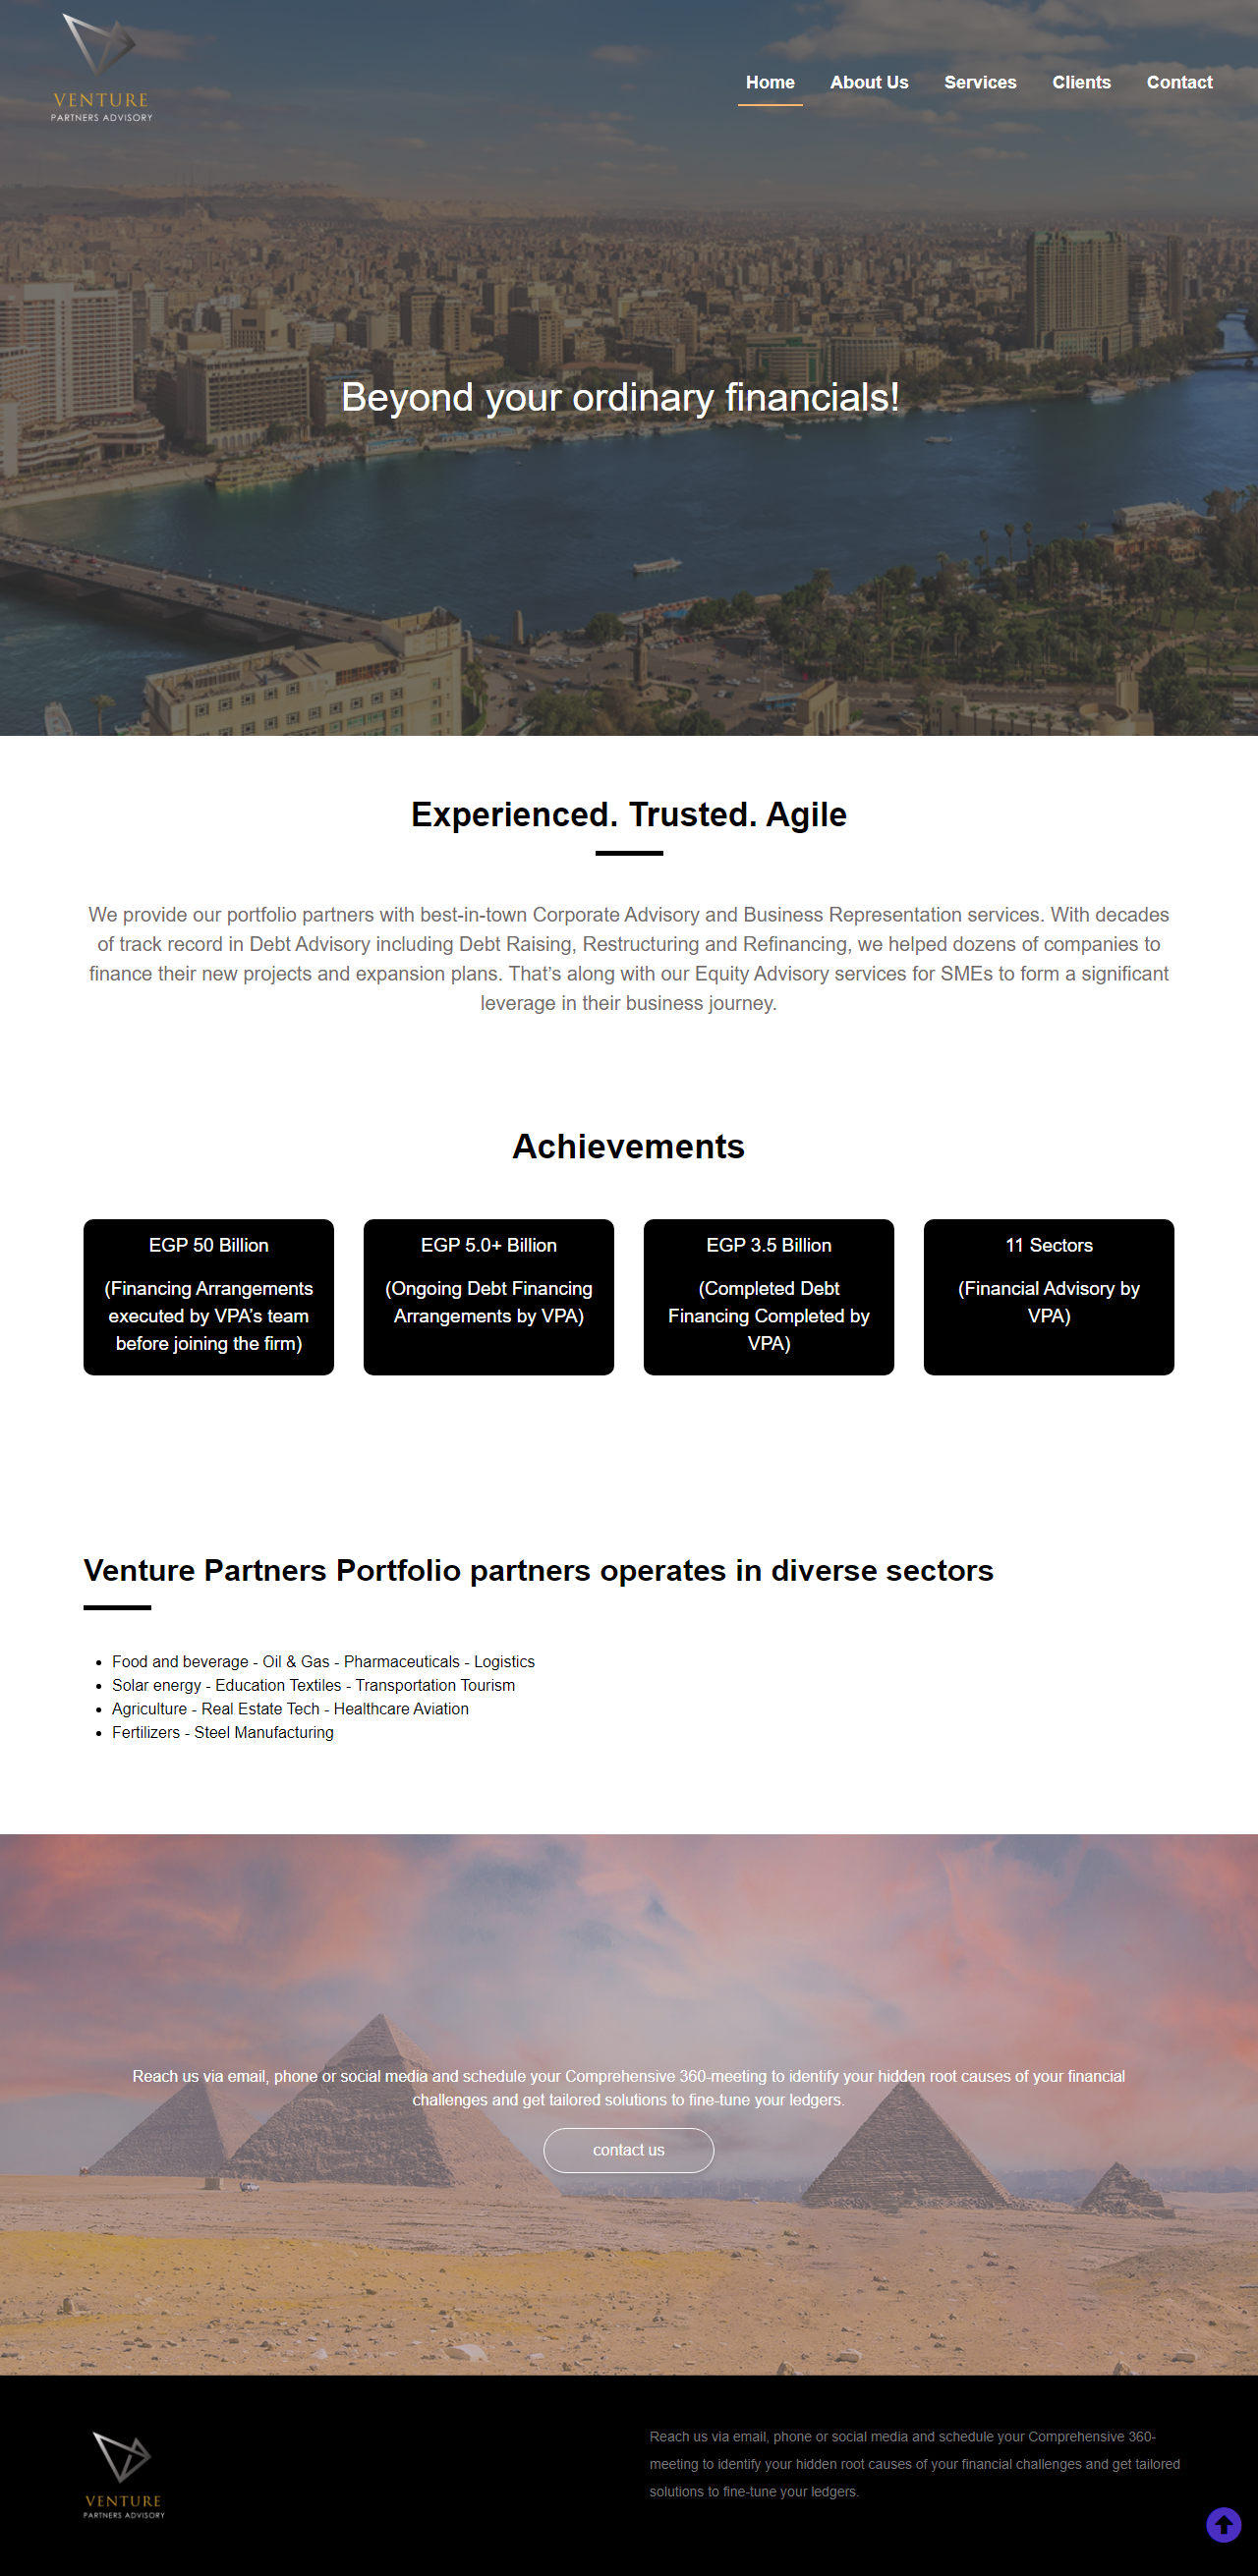 VENTURE
PARTNERS ADVISORY
Home About Us Services Clients Contact
Beyond your ordinary financials!
Experienced. Trusted. Agile
We provide our portfolio partners with best-in-town Corporate Advisory and Business Representation services. With decades
of track record in Debt Advisory including Debt Raising, Restructuring and Refinancing, we helped dozens of companies to
finance their new projects and expansion plans. That’s along with our Equity Advisory services for SMEs to form a significant
leverage in their business journey.
Achievements
EGP 50 Billion
(Financing Arrangements
executed by VPA’s team
before joining the firm)
EGP 5.0+ Billion
(Ongoing Debt Financing
Arrangements by VPA)
EGP 3.5 Billion
(Completed Debt
Financing Completed by
VPA)
11 Sectors
(Financial Advisory by
VPA)
Venture Partners Portfolio partners operates in diverse sectors
• Food and beverage - Oil & Gas - Pharmaceuticals - Logistics
• Solar energy - Education Textiles - Transportation Tourism
• Agriculture - Real Estate Tech - Healthcare Aviation
• Fertilizers - Steel Manufacturing
Reach us via email, phone or social media and schedule your Comprehensive 360-meeting to identify your hidden root causes of your financial
challenges and get tailored solutions to fine-tune your ledgers.
contact us
VENTURE
PARTNERS ADVISORY
Reach us via email, phone or social media and schedule your Comprehensive 360-
meeting to identify your hidden root causes of your financial challenges and get tailored
solutions to fine-tune your ledgers.